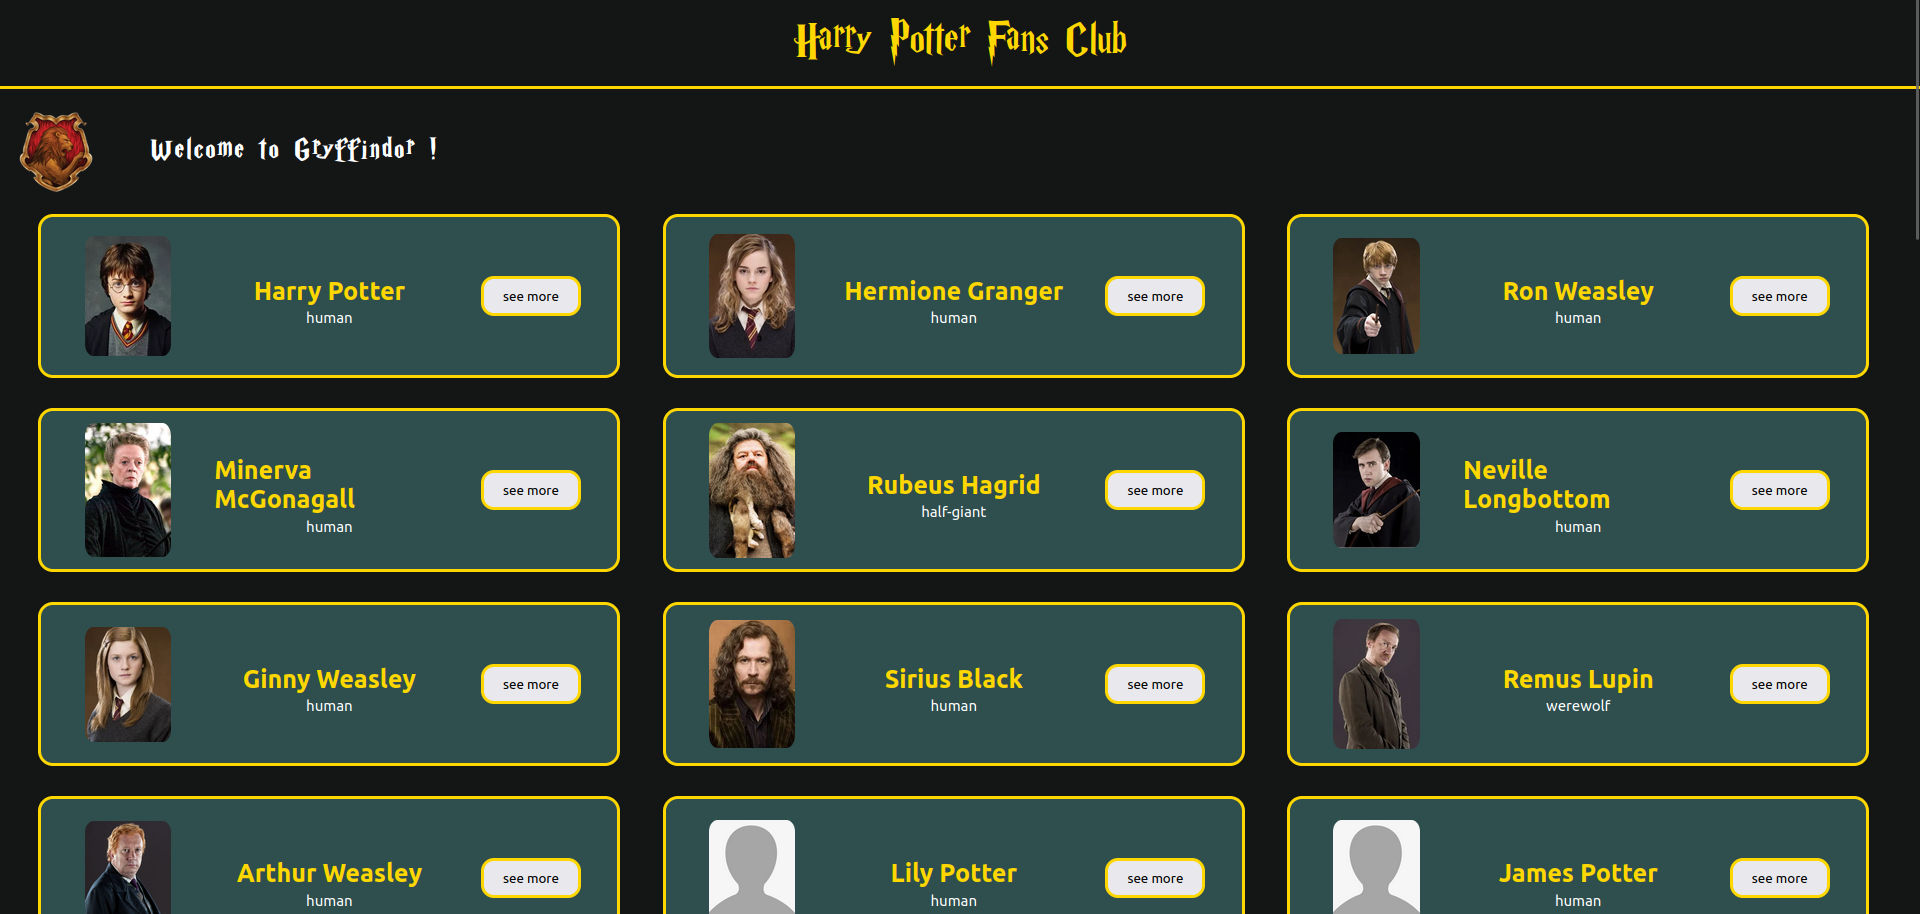 Harry Potter Fans Club
Welcome to Gryffindor !
Harry Potter
human
see more
Hermione Granger
human
see more
Ron Weasley
human
see more
Minerva
McGonagall
human
see more
Rubeus Hagrid
half-giant
see more
Neville
Longbottom
human
see more
Ginny Weasley
human
see more
Sirius Black
human
see more
Remus Lupin
werewolf
see more
Arthur Weasley
human
see more
Lily Potter
human
see more
James Potter
human
see more